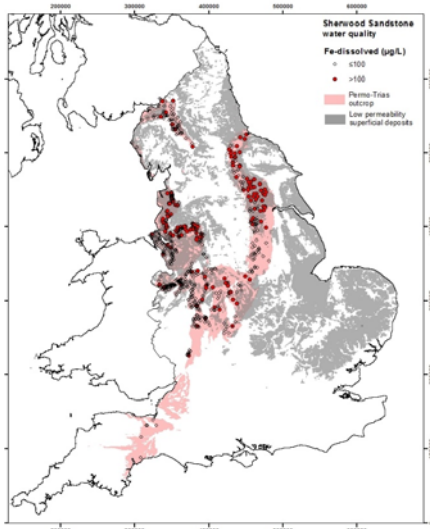 200000 300000 400000 500000 600000
Sherwood Sandstone
water quality
Fe-dissolved (µg/L)
≤100
>100
Permo-Trias
outcrop
Low permeability
superficial deposits